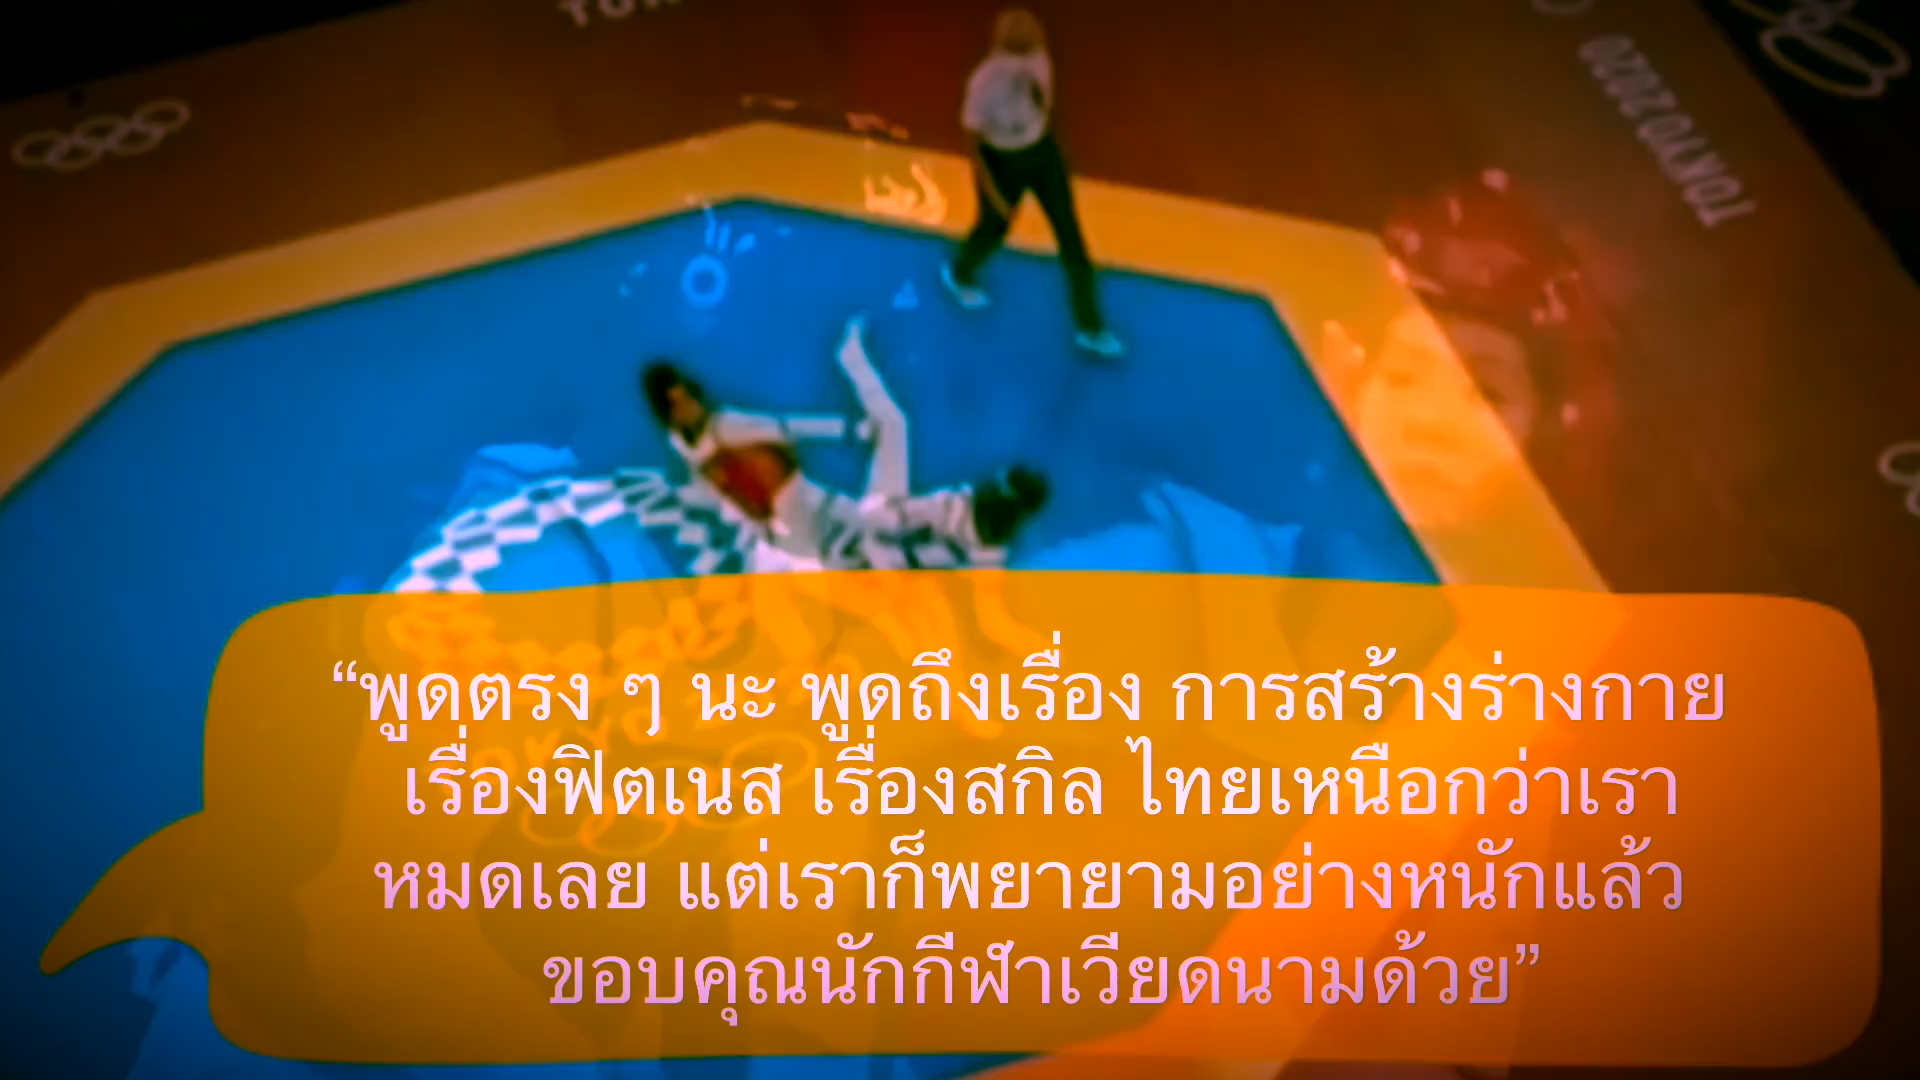 TOKYO 2020
“พูดตรง ๆ นะ พูดถึงเรื่อง การสร้างร่างกาย
เรื่องฟิตเนส เรื่องสกิล ไทยเหนือกว่าเรา
หมดเลย แต่เราก็พยายามอย่างหนักแล้ว
ขอบคุณนักกีฬาเวียดนามด้วย”